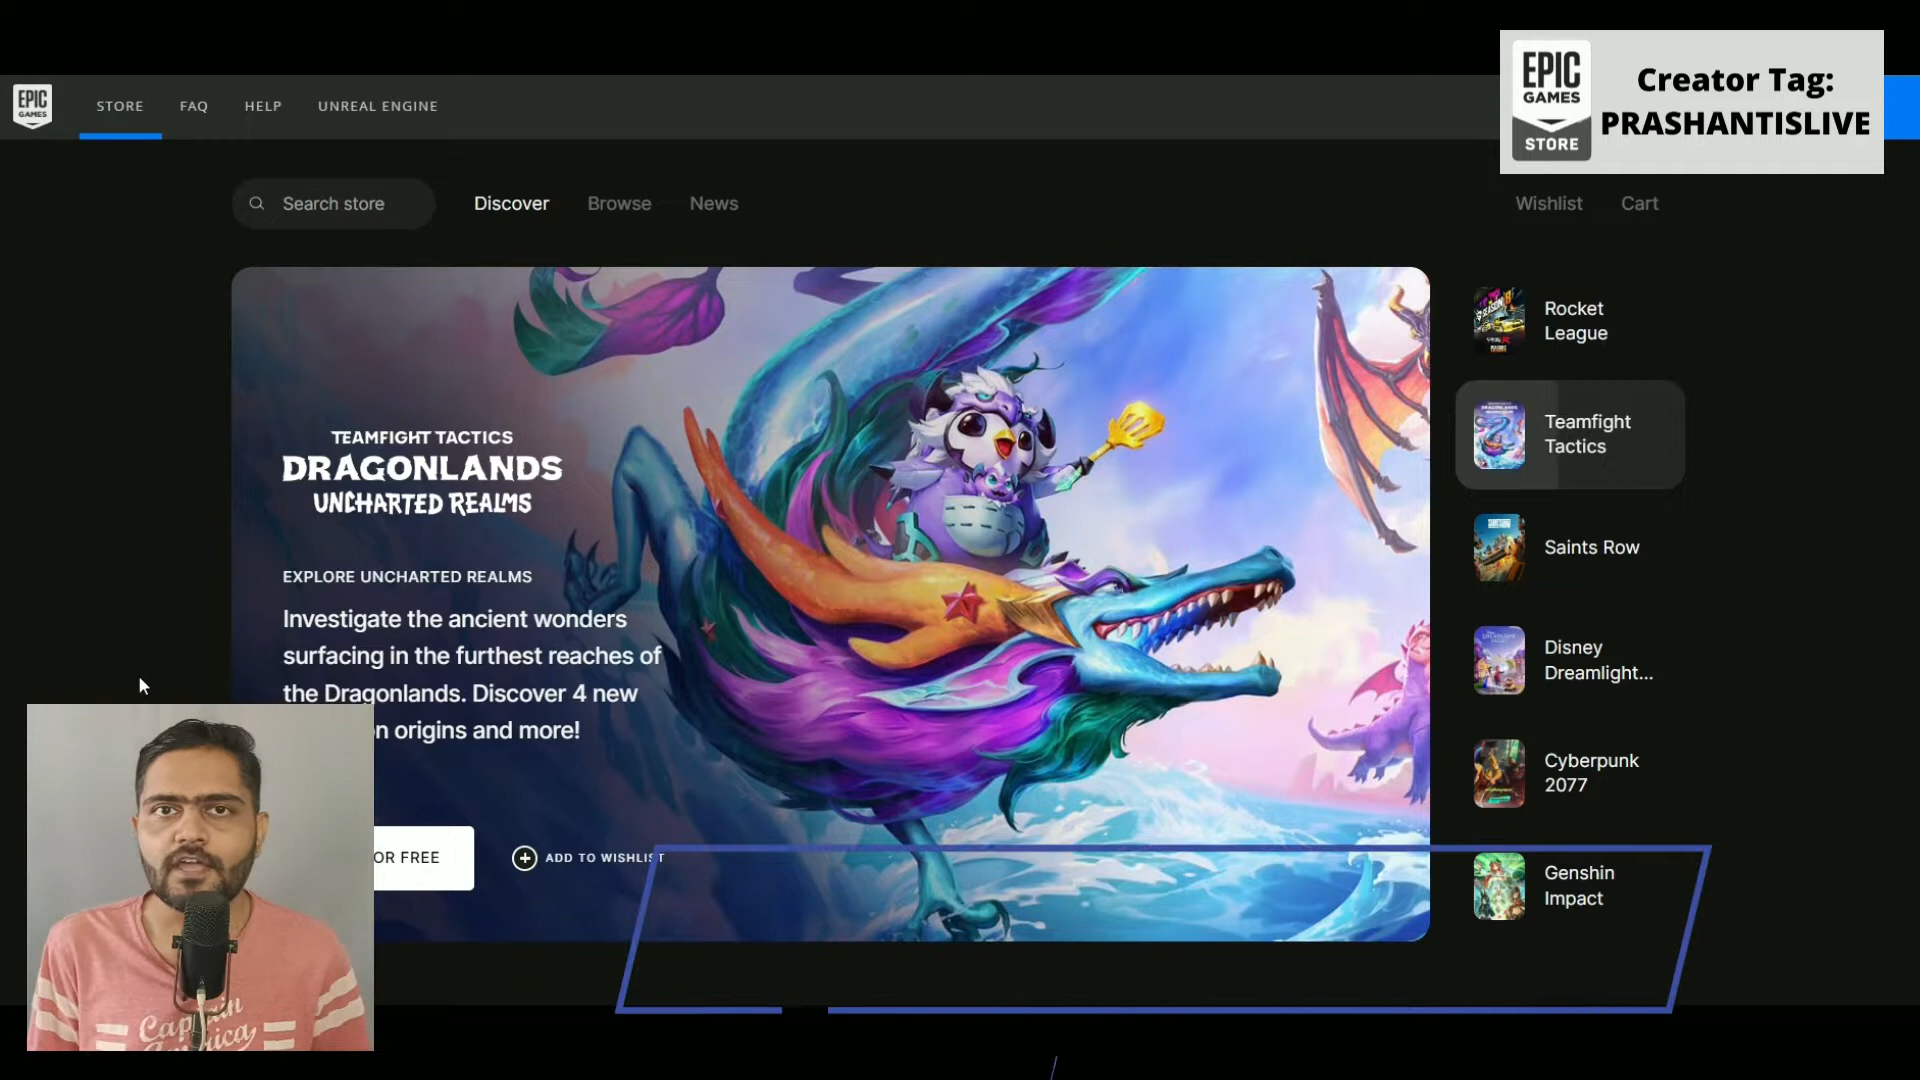 EPIC
GAMES
STORE
FAQ
HELP
UNREAL ENGINE
EPIC
GAMES
STORE
Creator Tag:
PRASHANTISLIVE
Search store
Discover
Browse
News
Wishlist
Cart
TEAMFIGHT TACTICS
DRAGONLANDS
UNCHARTED REALMS
EXPLORE UNCHARTED REALMS
Investigate the ancient wonders
surfacing in the furthest reaches of
the Dragonlands. Discover 4 new
n origins and more!
OR FREE
ADD TO WISHLIST
Rocket
League
Teamfight
Tactics
Saints Row
Disney
Dreamlight...
Cyberpunk
2077
Genshin
Impact